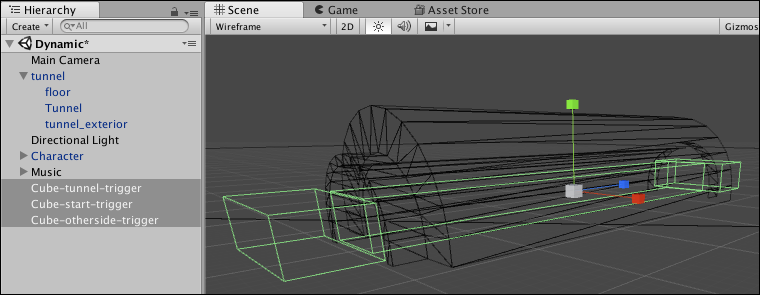 Hierarchy
Create All
Dynamic*
Main Camera
tunnel
floor
Tunnel
tunnel_exterior
Directional Light
Character
Music
Cube-tunnel-trigger
Cube-start-trigger
Cube-otherside-trigger
Scene Game Asset Store
Wireframe 2D Gizmos